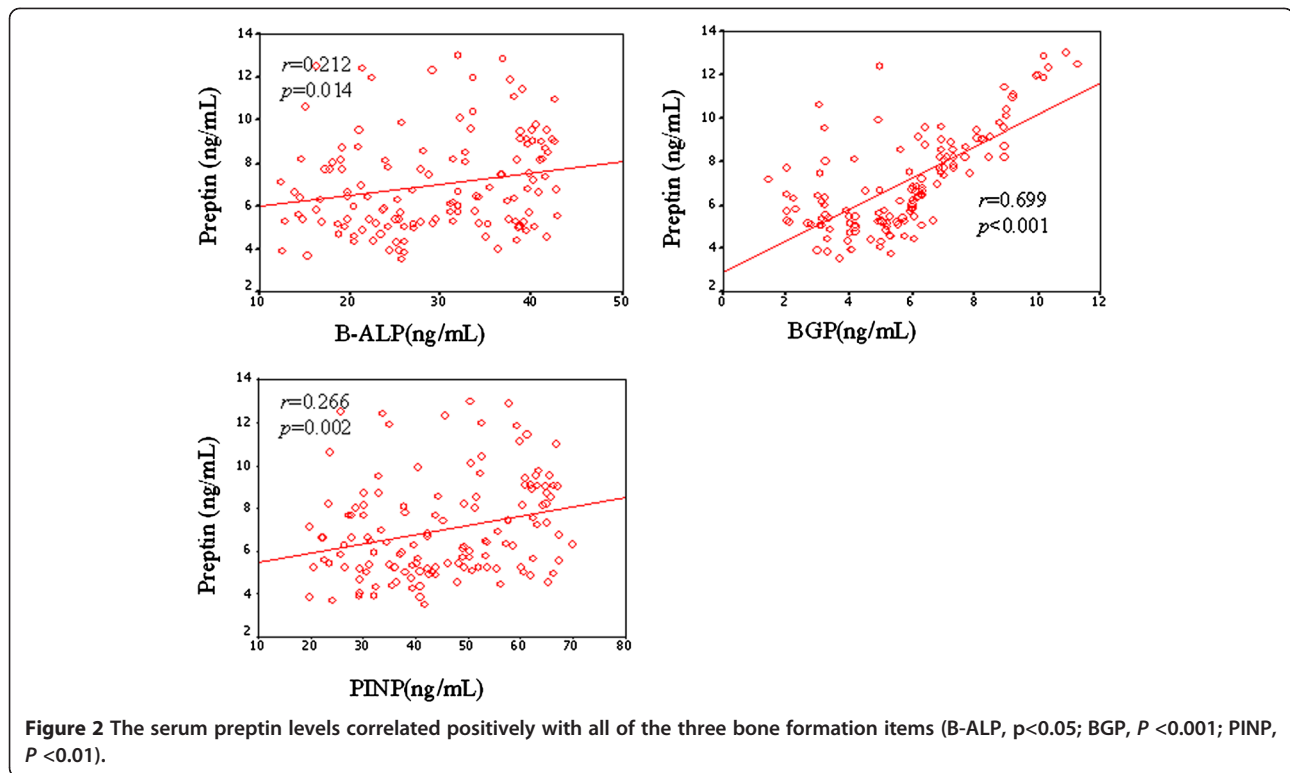 14
12
10
8
6
4
2
Preptin (ng/mL)
r=0.212
p=0.014
10 20 30 40 50
B-ALP(ng/mL)
14
12
10
8
6
4
2
Preptin (ng/mL)
r=0.699
p<0.001
0 2 4 6 8 10 12
BGP(ng/mL)
14
12
10
8
6
4
2
Preptin (ng/mL)
r=0.266
p=0.002
10 20 30 40 50 60 70 80
PINP(ng/mL)
Figure 2 The serum preptin levels correlated positively with all of the three bone formation items (B-ALP, p<0.05; BGP, P <0.001; PINP,
P <0.01).